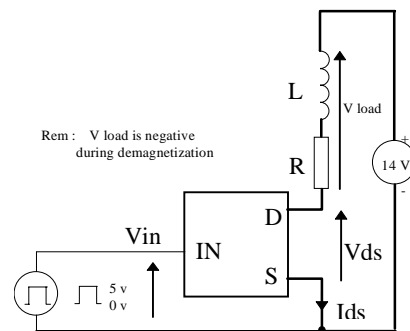 L
V load
Rem : V load is negative
during demagnetization
+
14 V
-
R
D
Vin
IN
Vds
S
5 v
0 v
Ids